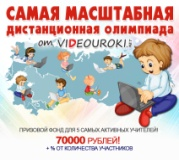 САМАЯ МАСШТАБНАЯ
ДИСТАНЦИОННАЯ ОЛИМПИАДА
от VIDEOUROKI
ПРИЗОВОЙ ФОНД ДЛЯ 5 САМЫХ АКТИВНЫХ УЧИТЕЛЕЙ
70000 РУБЛЕЙ!
+ % ОТ КОЛИЧЕСТВА УЧАСТНИКОВ